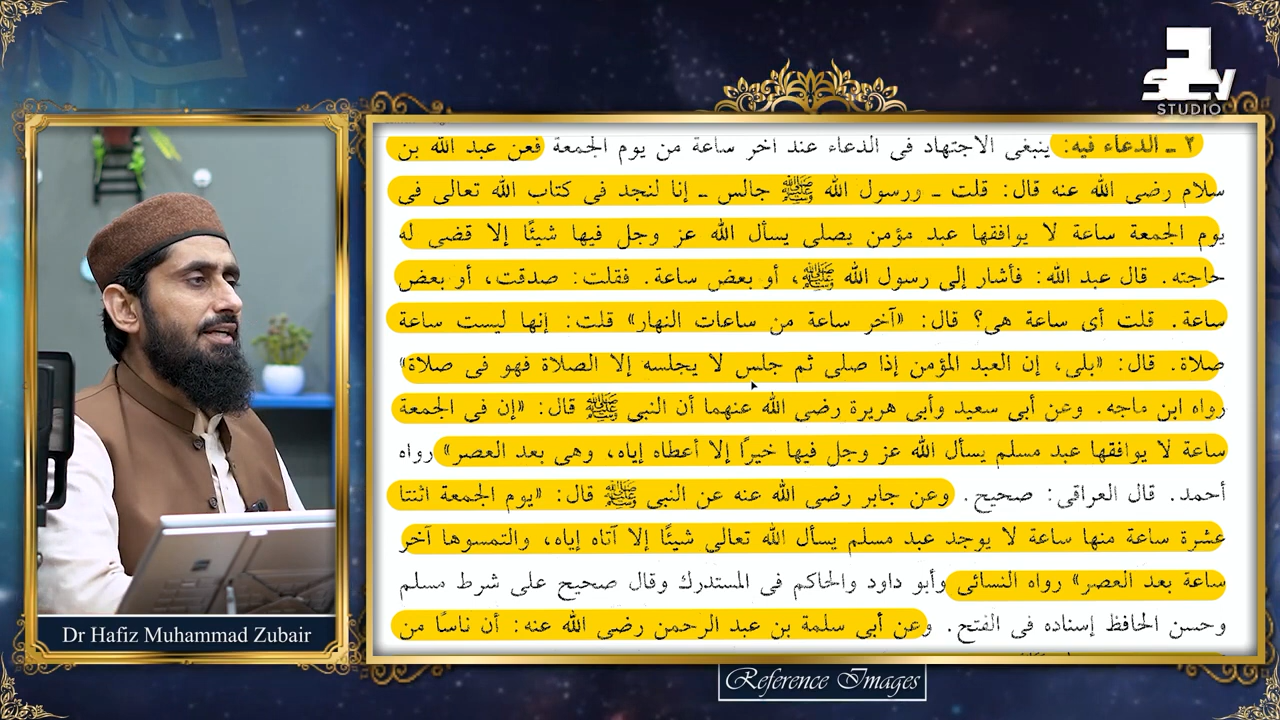 STUDIO
٢ ــ الدعاء فيه: ينبغى الاجتهاد فى الدعاء عند آخر ساعة من يوم الجمعة فعن عبد الله بن
سلام رضى الله عنه قال: قلت ــ ورسول الله ﷺ جالس ــ إنا لنجد فى كتاب الله تعالى فى
يوم الجمعة ساعة لا يوافقها عبد مؤمن يصلى يسأل الله عز وجل فيها شيئًا إلا قضى له
حاجته. قال عبد الله: فأشار إلى رسول الله ﷺ، أو بعض ساعة. فقلت: صدقت، أو بعض
ساعة. قلت أى ساعة هى؟ قال: «آخر ساعة من ساعات النهار» قلت: إنها ليست ساعة
صلاة. قال: «بلى، إن العبد المؤمن إذا صلى ثم جلس لا يجلسه إلا الصلاة فهو فى صلاة»
رواه ابن ماجه. وعن أبى سعيد وأبى هريرة رضى الله عنهما أن النبى ﷺ قال: «إن فى الجمعة
ساعة لا يوافقها عبد مسلم يسأل الله عز وجل فيها خيرًا إلا أعطاه إياه، وهى بعد العصر» رواه
أحمد. قال العراقى: صحيح. وعن جابر رضى الله عنه عن النبى ﷺ قال: «يوم الجمعة اثنتا
عشرة ساعة منها ساعة لا يوجد عبد مسلم يسأل الله تعالى شيئًا إلا آتاه إياه، والتمسوها آخر
ساعة بعد العصر» رواه النسائى وأبو داود والحاكم فى المستدرك وقال صحيح على شرط مسلم
وحسن الحافظ إسناده فى الفتح. وعن أبى سلمة بن عبد الرحمن رضى الله عنه: أن ناسًا من
Dr Hafiz Muhammad Zubair
Reference Images